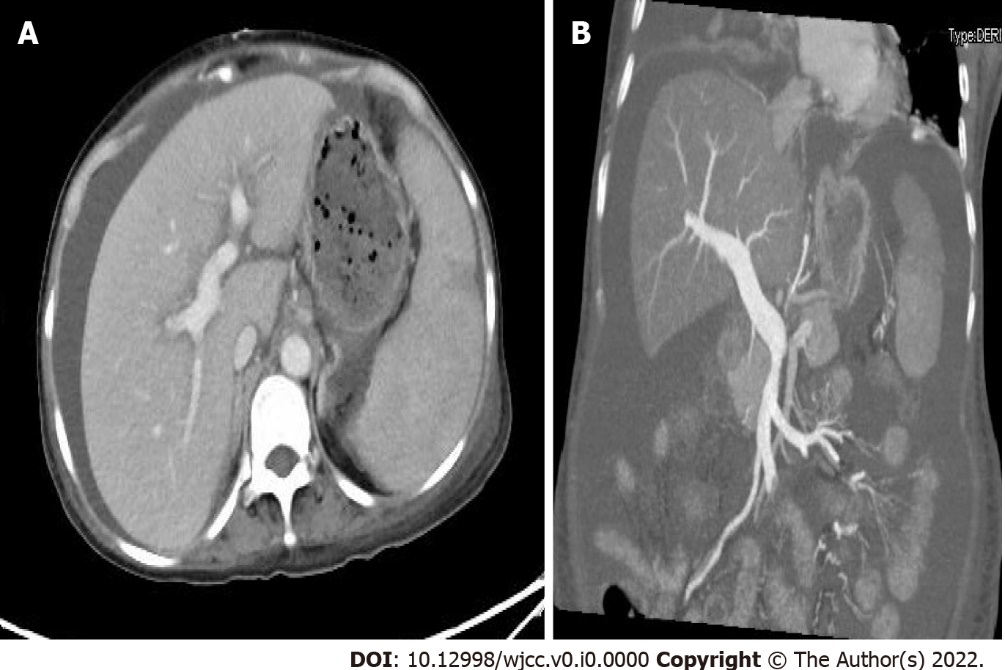 A
B
Type:DERI
DOI: 10.12998/wjcc.v0.i0.0000 Copyright © The Author(s) 2022.